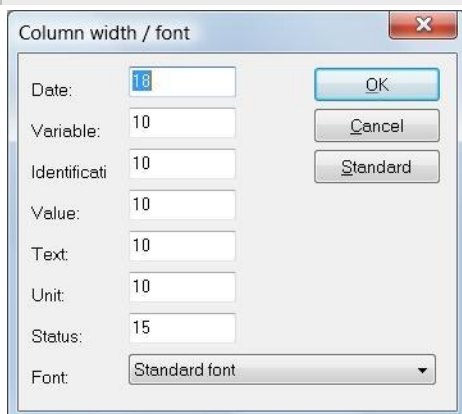 Column width / font
Date: 18 OK
Variable: 10 Cancel
Identificati 10 Standard
Value: 10
Text: 10
Unit: 10
Status: 15
Font: Standard font